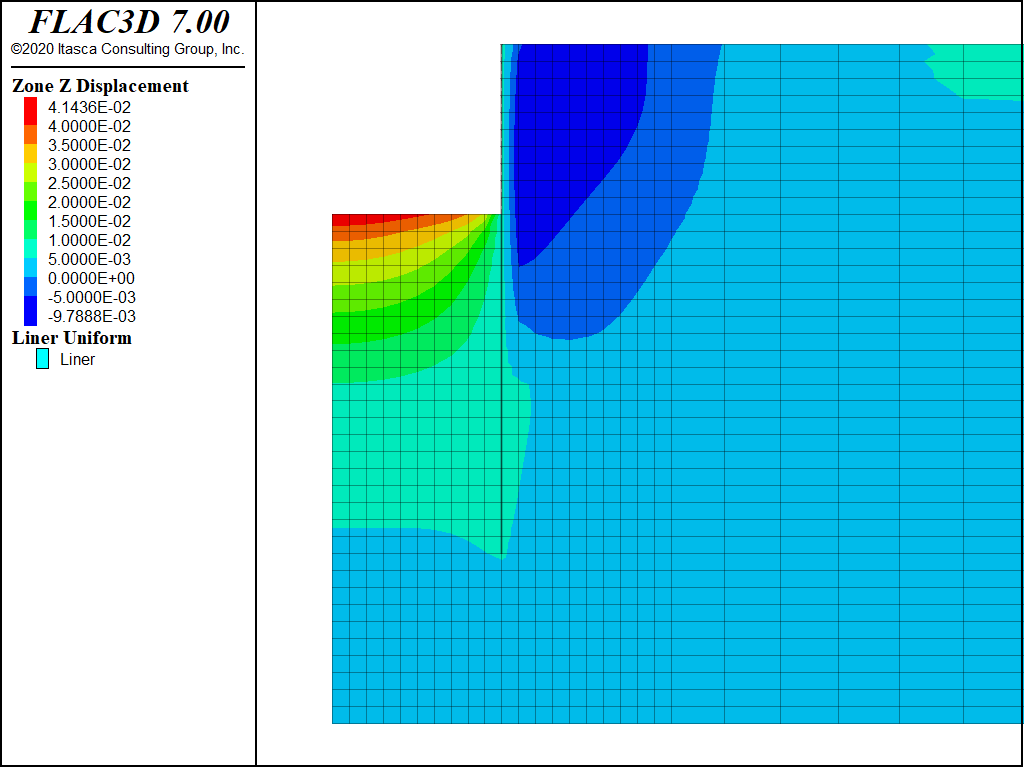 FLAC3D 7.00
©2020 Itasca Consulting Group, Inc.
Zone Z Displacement
4.1436E-02
4.0000E-02
3.5000E-02
3.0000E-02
2.5000E-02
2.0000E-02
1.5000E-02
1.0000E-02
5.0000E-03
0.0000E+00
-5.0000E-03
-9.7888E-03
Liner Uniform
Liner